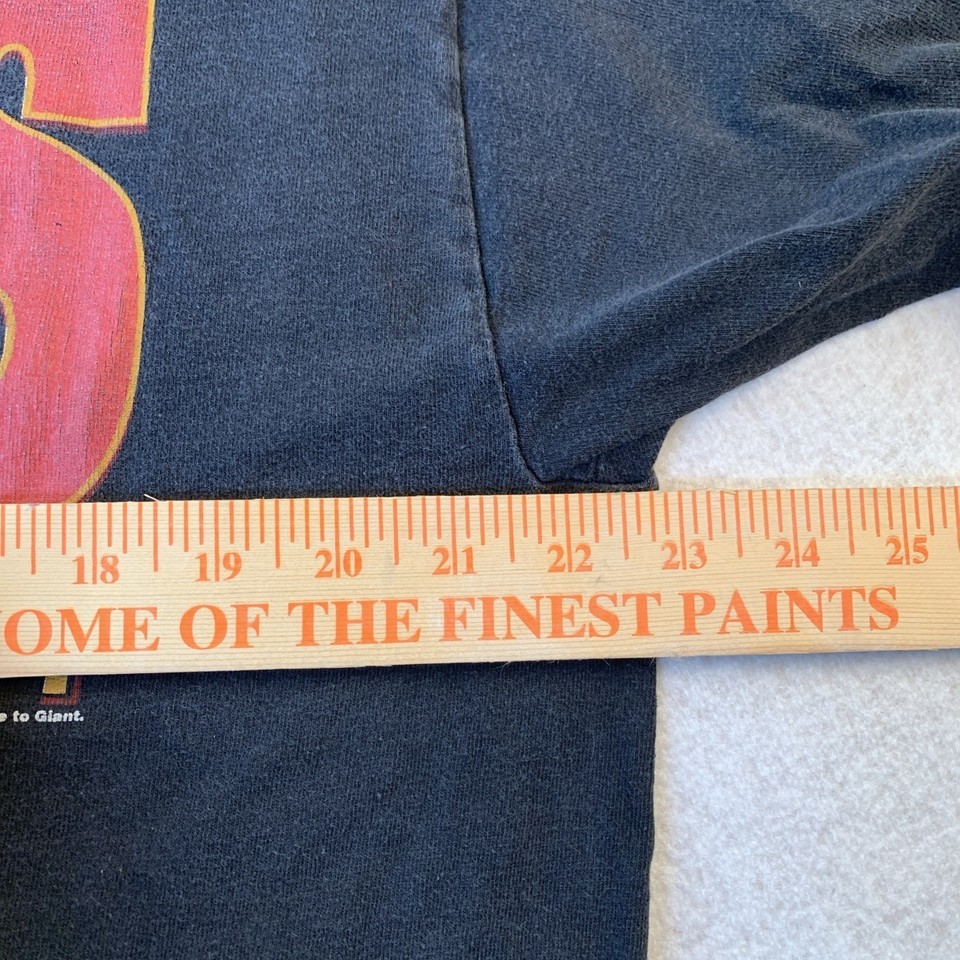 18 19 20 21 22 23 24 25
OME OF THE FINEST PAINTS
to Giant.